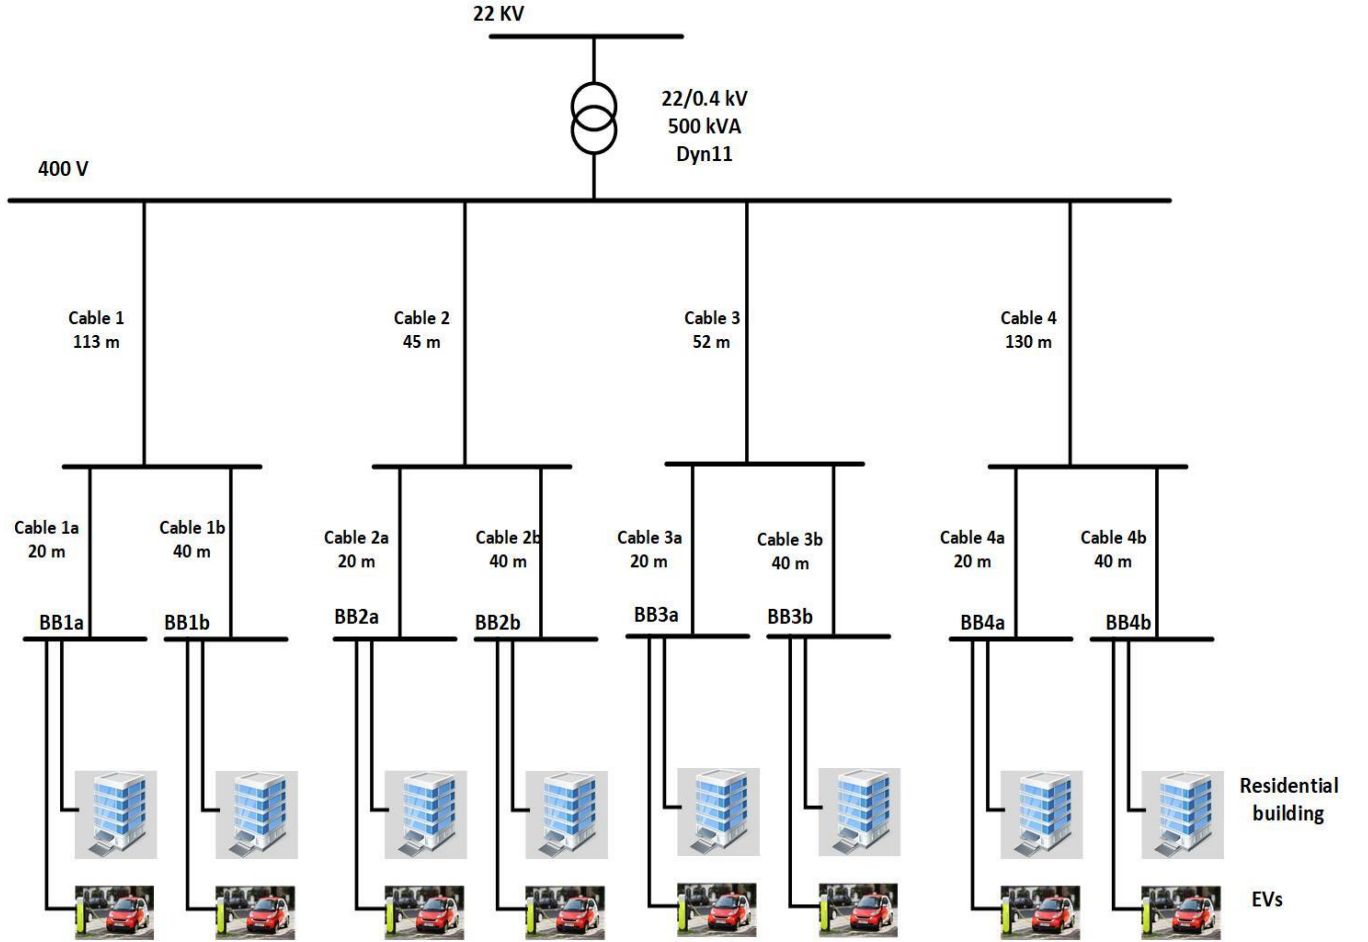 22 KV
22/0.4 kV
500 kVA
Dyn11
400 V
Cable 1
113 m
Cable 2
45 m
Cable 3
52 m
Cable 4
130 m
Cable 1a
20 m
Cable 1b
40 m
Cable 2a
20 m
Cable 2b
40 m
Cable 3a
20 m
Cable 3b
40 m
Cable 4a
20 m
Cable 4b
40 m
BB1a
BB1b
BB2a
BB2b
BB3a
BB3b
BB4a
BB4b
Residential
building
EVs